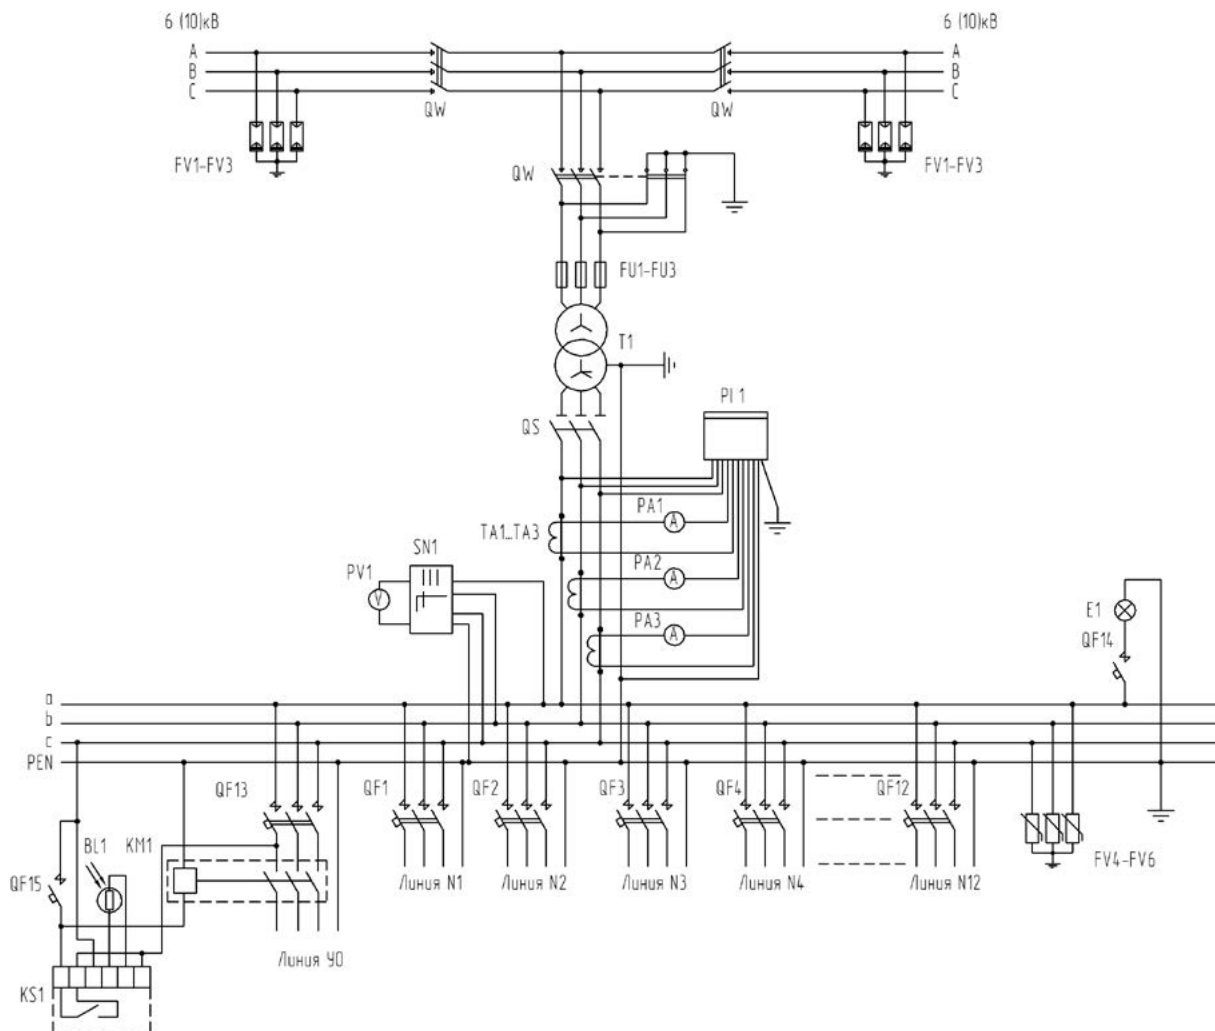 6 (10)кВ
6 (10)кВ
A
A
B
B
C
C
QW
QW
FV1-FV3
FV1-FV3
QW
FU1-FU3
T1
PI 1
QS
PA1
TA1...TA3
SN1
PA2
PV1
V
A
A
PA3
A
E1
QF14
a
b
c
PEN
QF13
QF1
QF2
QF3
QF4
QF12
BL1
KM1
FV4-FV6
QF15
Линия N1
Линия N2
Линия N3
Линия N4
Линия N12
Линия УО
KS1